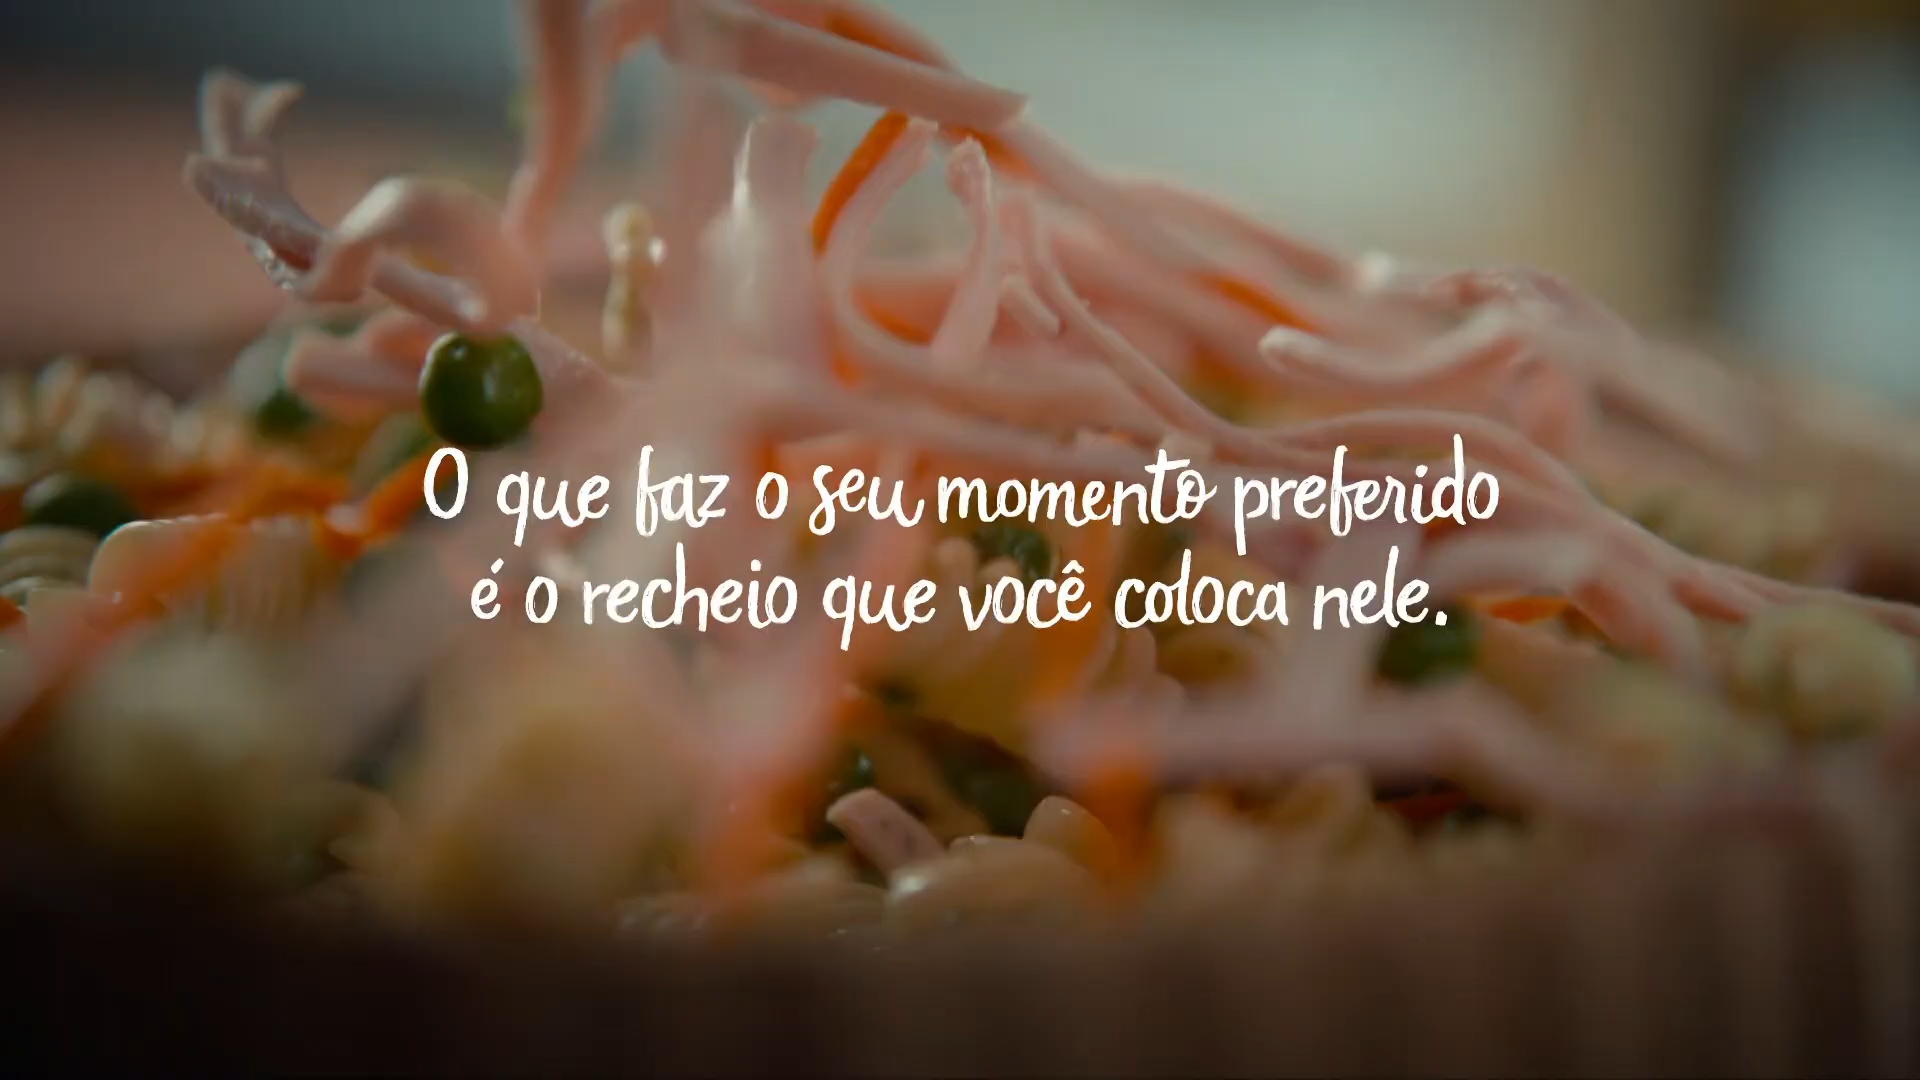 O que faz o seu momento preferido
é o recheio que você coloca nele.